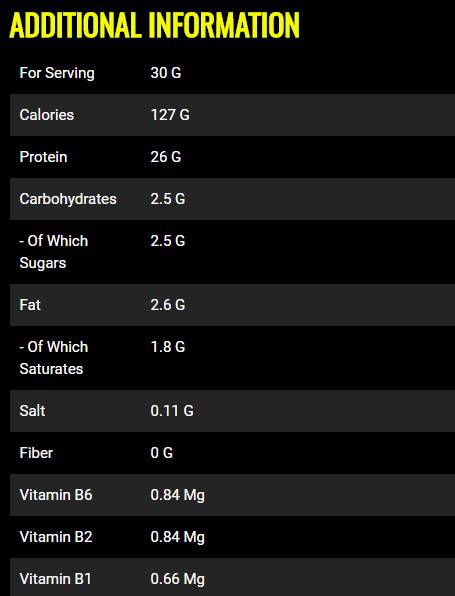 ADDITIONAL INFORMATION
For Serving 30 G
Calories 127 G
Protein 26 G
Carbohydrates 2.5 G
- Of Which 2.5 G
Sugars
Fat 2.6 G
- Of Which 1.8 G
Saturates
Salt 0.11 G
Fiber 0 G
Vitamin B6 0.84 Mg
Vitamin B2 0.84 Mg
Vitamin B1 0.66 Mg